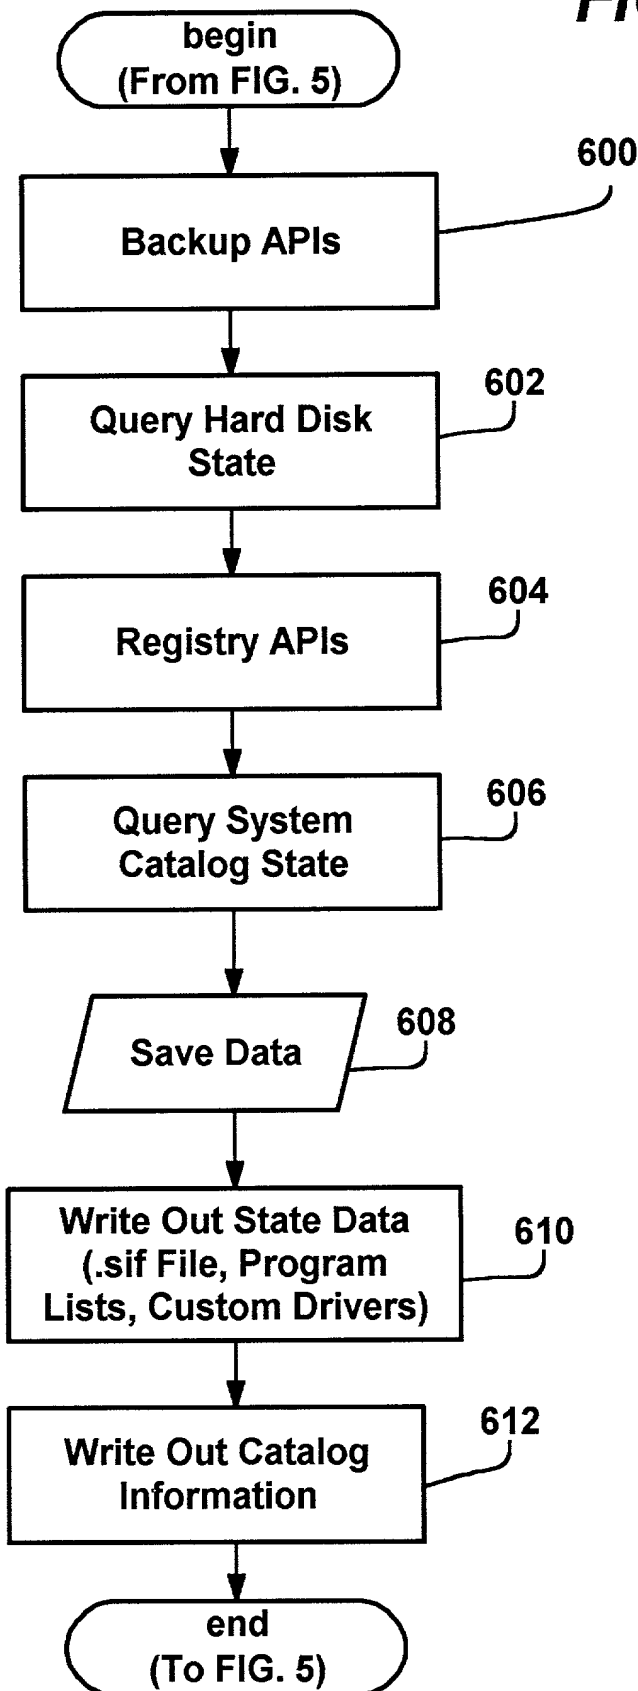 begin
(From FIG. 5)
600
Backup APIs
602
Query Hard Disk
State
604
Registry APIs
606
Query System
Catalog State
608
Save Data
Write Out State Data
(.sif File, Program
Lists, Custom Drivers)
610
612
Write Out Catalog
Information
end
(To FIG. 5)